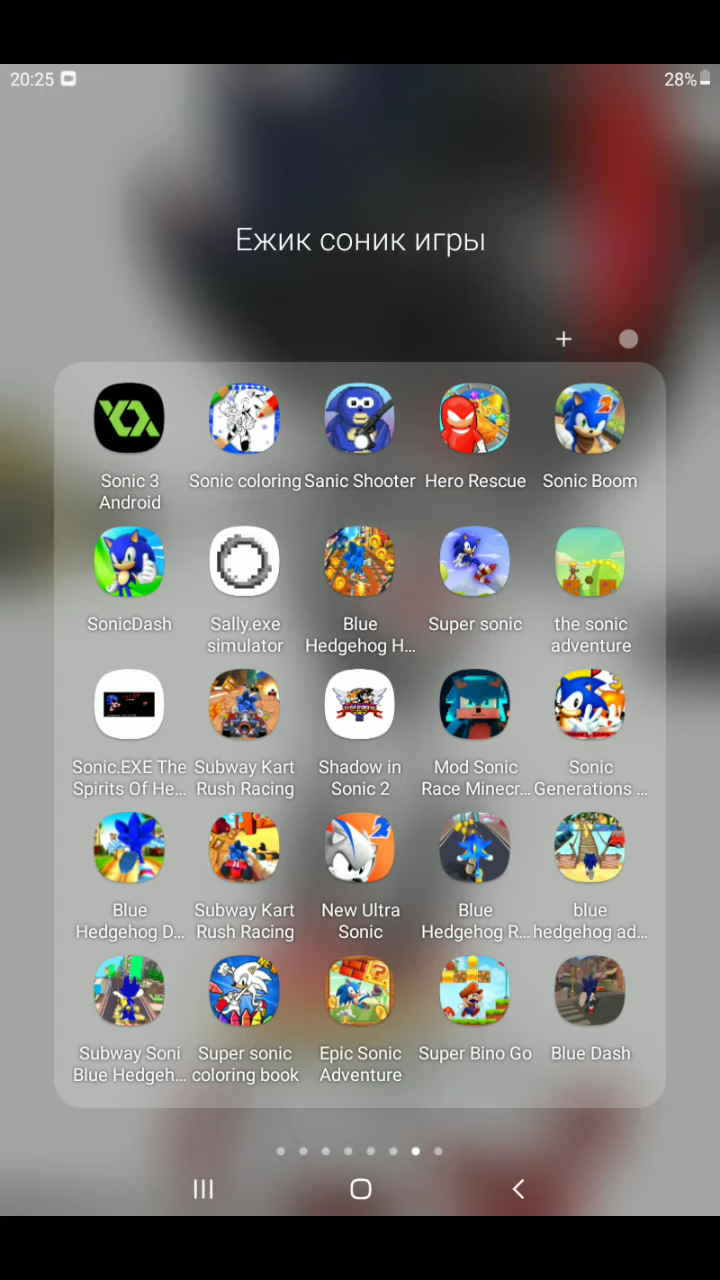 20:25
28%
Ежик соник игры
+
Sonic 3
Android
Sonic coloring
Sanic Shooter
Hero Rescue
Sonic Boom
SonicDash
Sally.exe
simulator
Blue
Hedgehog H...
Super sonic
the sonic
adventure
Sonic.EXE The
Spirits Of He...
Subway Kart
Rush Racing
Shadow in
Sonic 2
Mod Sonic
Race Minecr...
Sonic
Generations ...
Blue
Hedgehog D...
Subway Kart
Rush Racing
New Ultra
Sonic
Blue
Hedgehog R...
blue
hedgehog ad...
Subway Soni
Blue Hedgeh...
Super sonic
coloring book
Epic Sonic
Adventure
Super Bino Go
Blue Dash